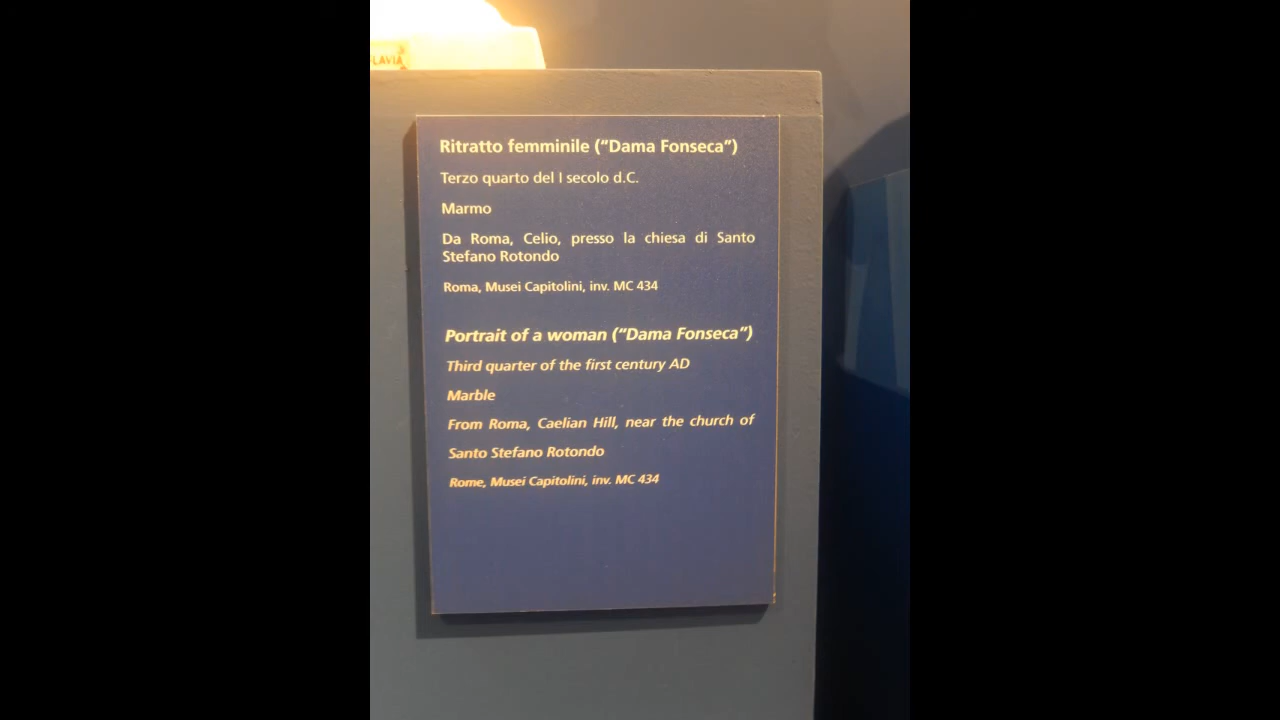 FLAVIA
Ritratto femminile (“Dama Fonseca”)
Terzo quarto del I secolo d.C.
Marmo
Da Roma, Celio, presso la chiesa di Santo
Stefano Rotondo
Roma, Musei Capitolini, inv. MC 434
Portrait of a woman (“Dama Fonseca”)
Third quarter of the first century AD
Marble
From Roma, Caelian Hill, near the church of
Santo Stefano Rotondo
Rome, Musei Capitolini, inv. MC 434